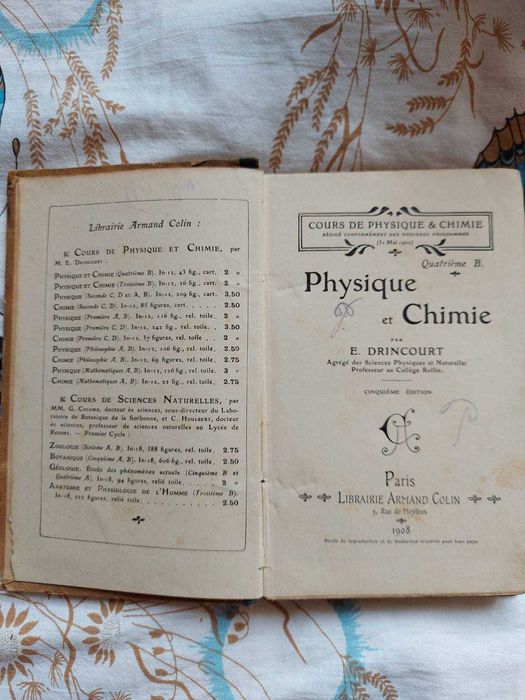 Librairie Armand Colin :
COURS DE PHYSIQUE ET CHIMIE, par
M. E. DRINCOURT :
PHYSIQUE ET CHIMIE (Quatrième B). In-12, 43 fig., cart. 2 »
PHYSIQUE ET CHIMIE (Troisième B). In-12, 26 fig., cart. 2 »
PHYSIQUE (Seconde C, D et A, B). In-12, 209 fig., cart. 3.50
CHIMIE (Seconde C, D). In-12, 85 figures, cart. . . . . . 2.50
PHYSIQUE (Première A, B). In-12, 110 fig., rel. toile. 2 »
PHYSIQUE (Première C, D). In-12, 242 fig., rel. toile. . 3.50
CHIMIE (Première C, D). In-12, 37 figures, rel. toile. . 2 »
PHYSIQUE (Philosophie A, B). In-12, 106 fig., rel. toile. 2.50
CHIMIE (Philosophie A, B). In-12, 69 figures, rel. toile. 2.75
PHYSIQUE (Mathématiques A, B). In-12, 126 fig., rel. toile. 3 »
CHIMIE (Mathématiques A, B). In-12, 22 fig., rel. toile. 2.75
COURS DE SCIENCES NATURELLES, par
MM. G. COLOMB, docteur ès sciences, sous-directeur du Labo-
ratoire de Botanique de la Sorbonne, et C. HOULBERT, docteur
ès sciences, professeur de sciences naturelles au Lycée de
Rennes. — Premier Cycle :
ZOOLOGIE (Sixième A, B). In-18, 588 figures, rel. toile. 2.75
BOTANIQUE (Cinquième A, B). In-18, 606 fig., rel. toile. 2.50
GÉOLOGIE. Étude des phénomènes actuels (Cinquième B et
Quatrième A). In-18, 94 figures, relié toile. . . . . . . 2 »
ANATOMIE ET PHYSIOLOGIE DE L'HOMME (Troisième B).
In-18, 222 figures, relié toile. . . . . . . . . . 2.50
COURS DE PHYSIQUE & CHIMIE
RÉDIGÉ CONFORMÉMENT AUX NOUVEAUX PROGRAMMES
(31 Mai 1902)
Quatrième B.
Physique
et Chimie
PAR
E. DRINCOURT
Agrégé des Sciences Physiques et Naturelles
Professeur au Collège Rollin.
CINQUIÈME ÉDITION
AC
Paris
LIBRAIRIE ARMAND COLIN
5, Rue de Mézières
1908
Droits de reproduction et de traduction réservés pour tous pays.